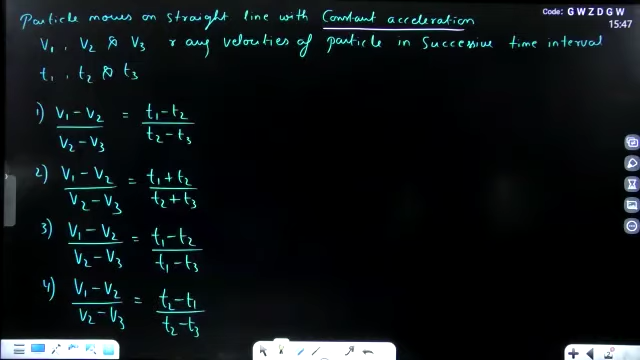 Particle moves on straight line with Constant acceleration
Code: G W Z D G W
15:47
V₁, V₂ & V₃ r avg velocities of particle in Successive time interval
t₁, t₂ & t₃
1) (V₁ - V₂)/(V₂ - V₃) = (t₁ - t₂)/(t₂ - t₃)
2) (V₁ - V₂)/(V₂ - V₃) = (t₁ + t₂)/(t₂ + t₃)
3) (V₁ - V₂)/(V₂ - V₃) = (t₁ - t₂)/(t₁ - t₃)
4) (V₁ - V₂)/(V₂ - V₃) = (t₂ - t₁)/(t₂ - t₃)